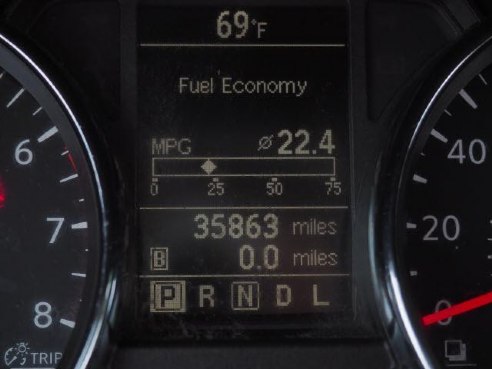 69°F
Fuel Economy
MPG ⌀22.4
0 25 50 75
35863 miles
B 0.0 miles
P R N D L
6
7
8
TRIP
40
20
0